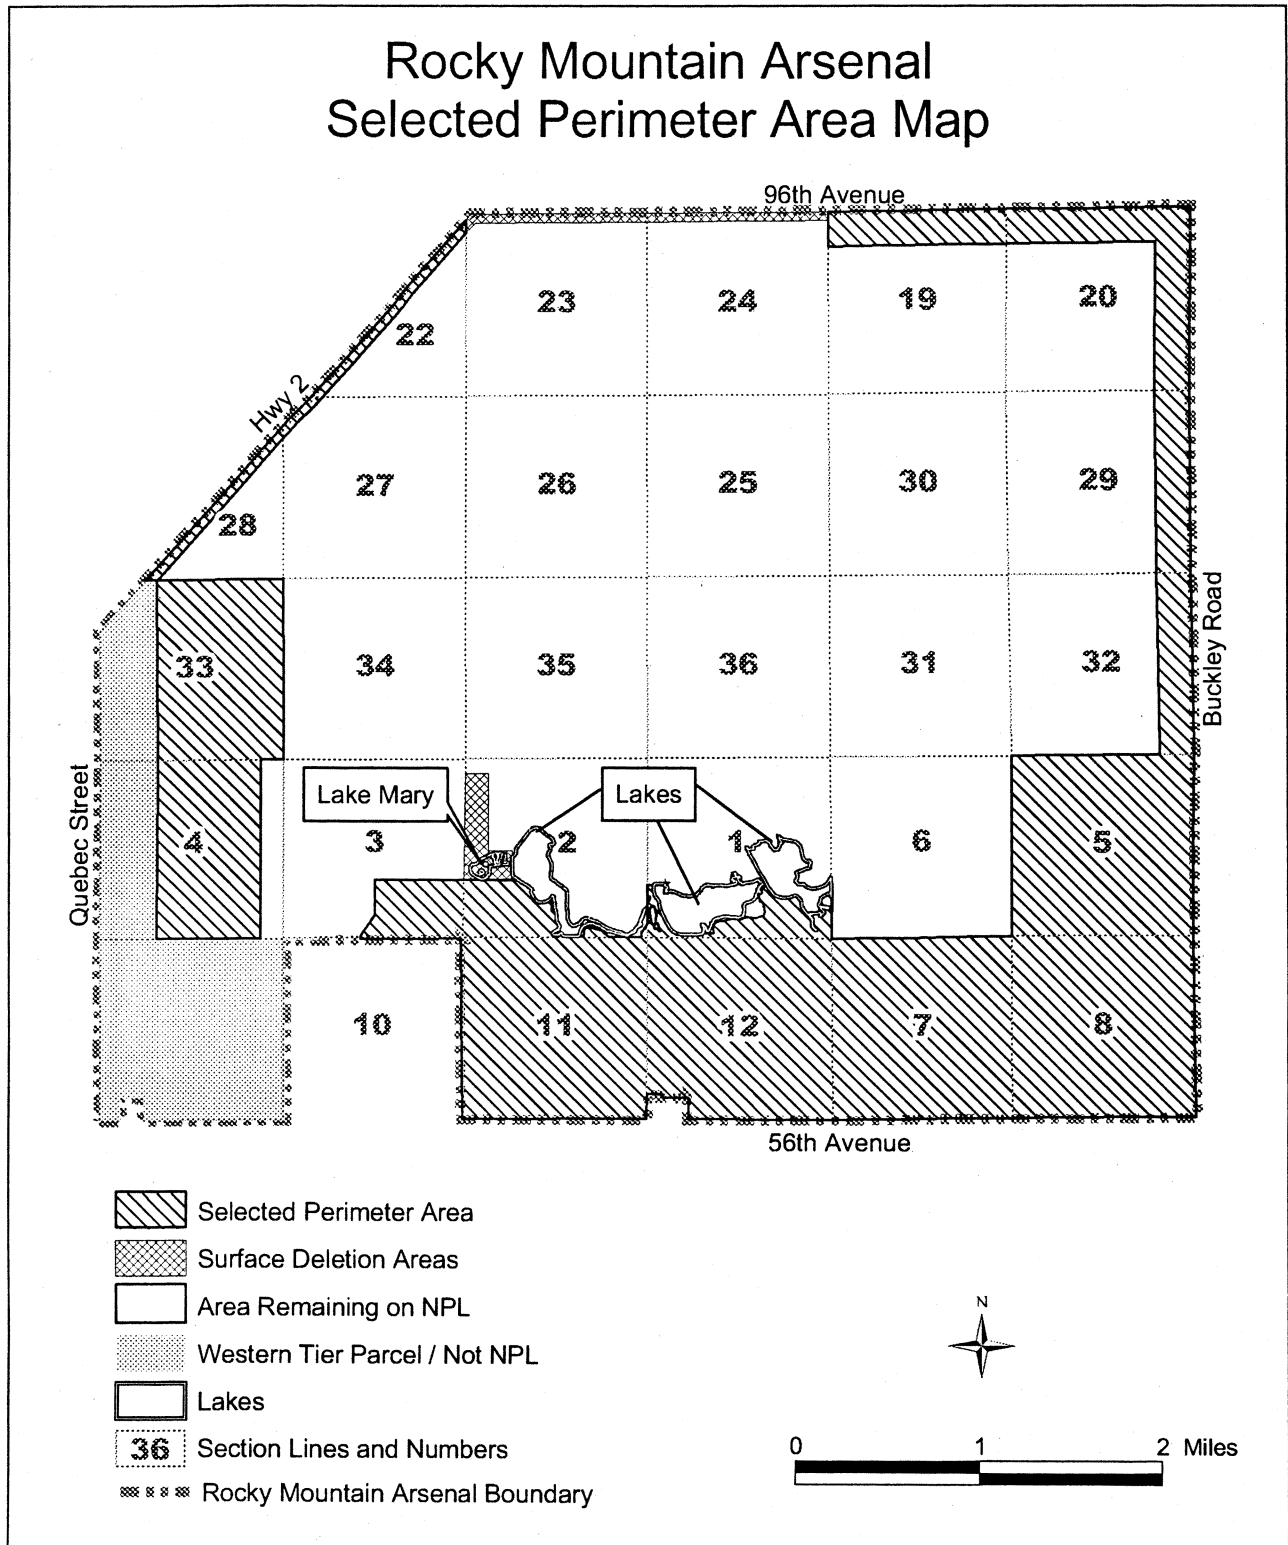 Rocky Mountain Arsenal
Selected Perimeter Area Map
96th Avenue
23
24
19
20
22
Hwy 2
27
26
25
30
29
28
33
34
35
36
31
32
Buckley Road
Quebec Street
Lake Mary
Lakes
4
3
2
1
6
5
10
11
12
7
8
56th Avenue
Selected Perimeter Area
Surface Deletion Areas
Area Remaining on NPL
Western Tier Parcel / Not NPL
Lakes
36 Section Lines and Numbers
Rocky Mountain Arsenal Boundary
N
0 1 2 Miles